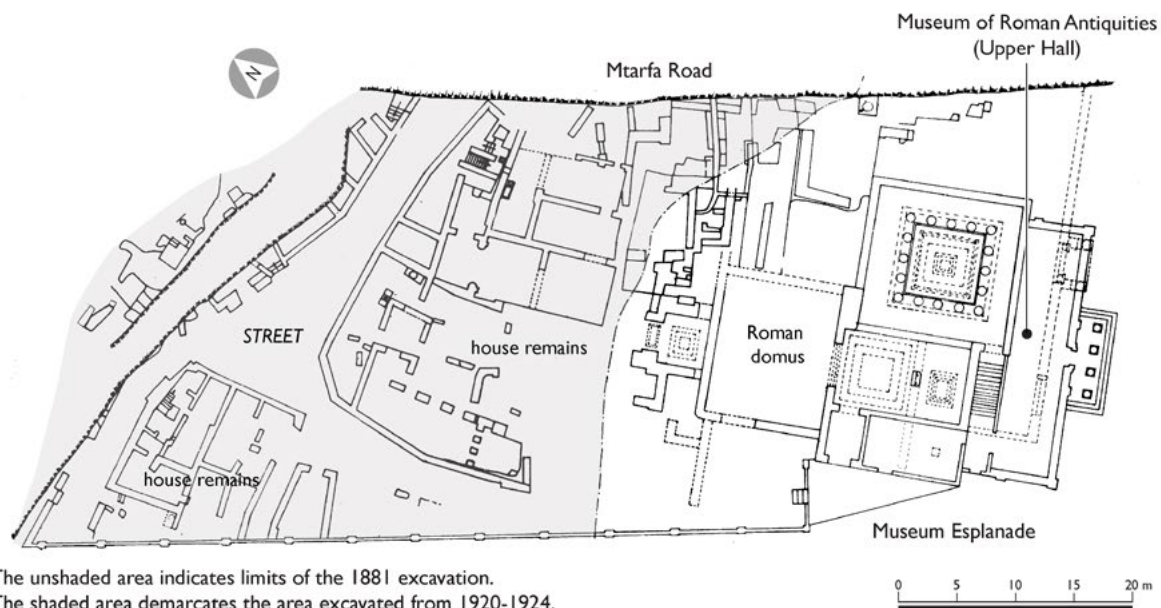 Museum of Roman Antiquities
(Upper Hall)
Mtarfa Road
N
STREET
house remains
Roman
domus
house remains
Museum Esplanade
The unshaded area indicates limits of the 1881 excavation.
The shaded area demarcates the area excavated from 1920-1924.
0 5 10 15 20 m